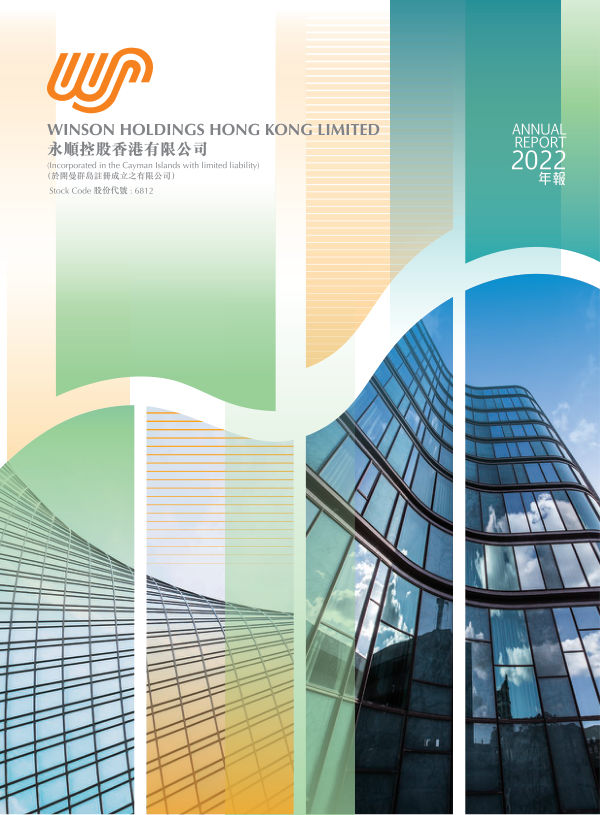 WINSON HOLDINGS HONG KONG LIMITED
永順控股香港有限公司
(Incorporated in the Cayman Islands with limited liability)
(於開曼群島註冊成立之有限公司)
Stock Code 股份代號 : 6812
ANNUAL
REPORT
2022
年報